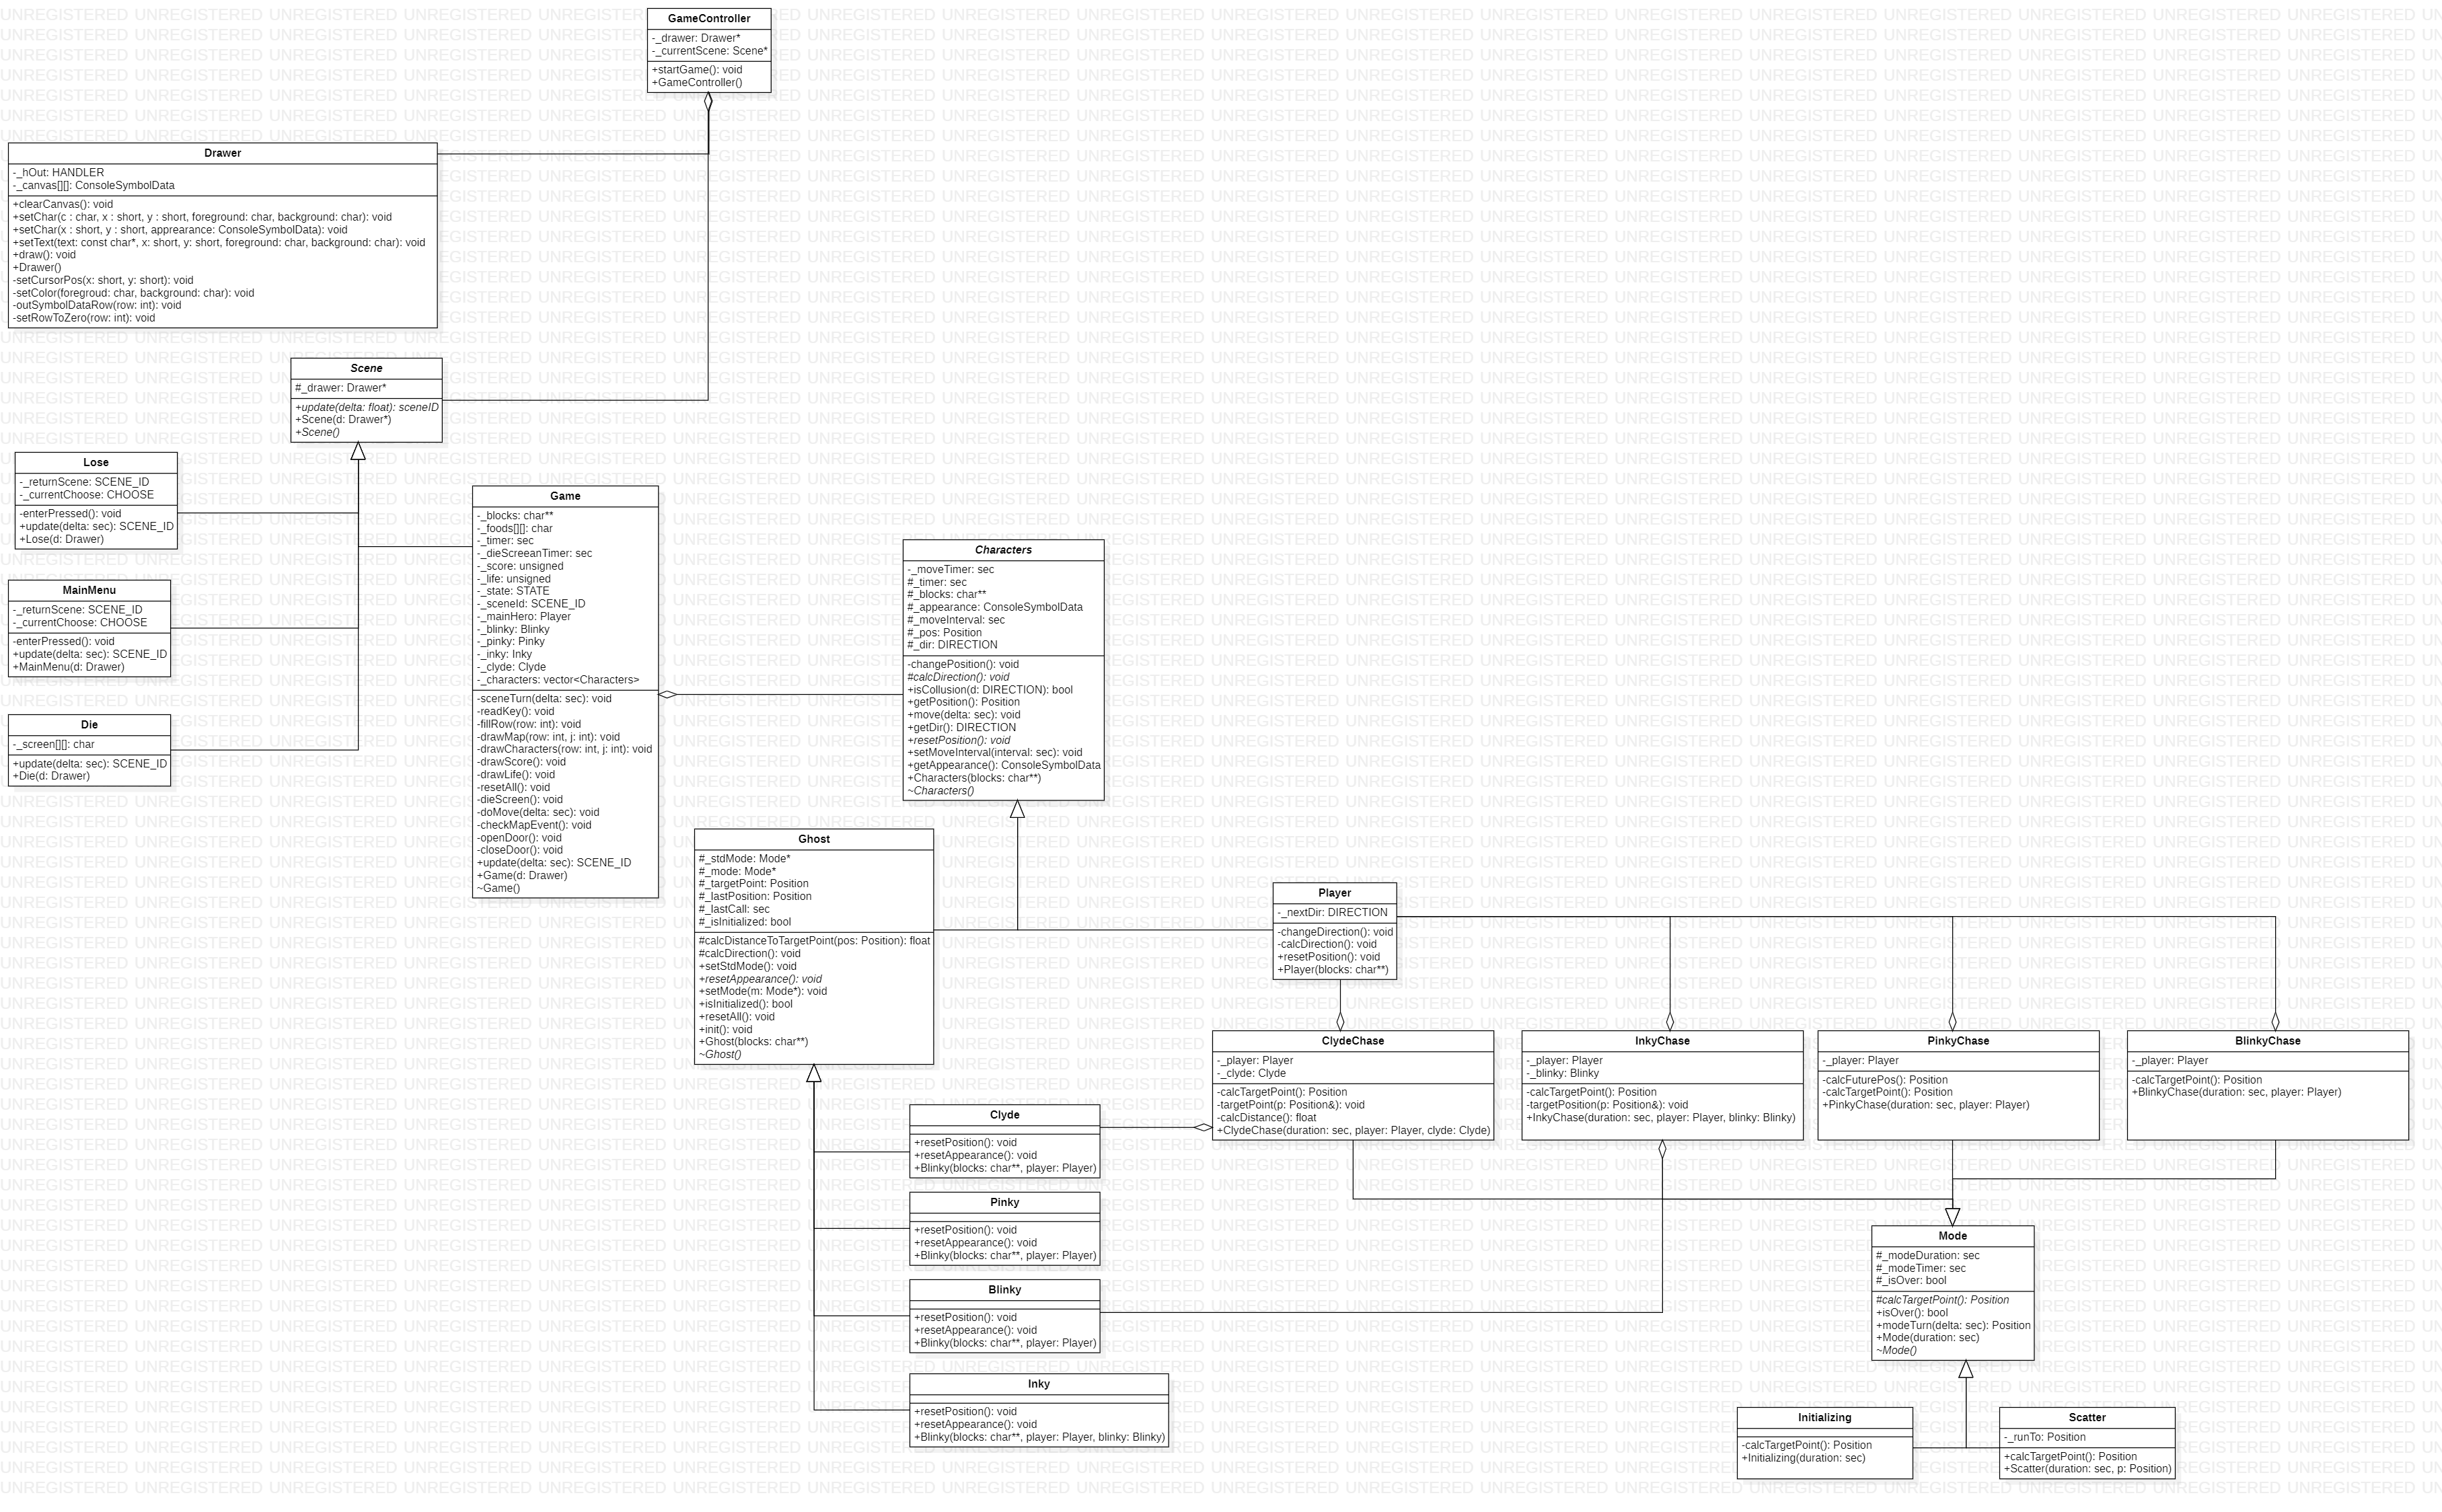 GameController
-_drawer: Drawer*
-_currentScene: Scene*
+startGame(): void
+GameController()
Drawer
-_hOut: HANDLER
-_canvas[][]: ConsoleSymbolData
+clearCanvas(): void
+setChar(c : char, x : short, y : short, foreground: char, background: char): void
+setChar(x : short, y : short, apprearance: ConsoleSymbolData): void
+setText(text: const char*, x: short, y: short, foreground: char, background: char): void
+draw(): void
+Drawer()
-setCursorPos(x: short, y: short): void
-setColor(foregroud: char, background: char): void
-outSymbolDataRow(row: int): void
-setRowToZero(row: int): void
Scene
#_drawer: Drawer*
+update(delta: float): sceneID
+Scene(d: Drawer*)
+Scene()
Lose
-_returnScene: SCENE_ID
-_currentChoose: CHOOSE
-enterPressed(): void
+update(delta: sec): SCENE_ID
+Lose(d: Drawer)
MainMenu
-_returnScene: SCENE_ID
-_currentChoose: CHOOSE
-enterPressed(): void
+update(delta: sec): SCENE_ID
+MainMenu(d: Drawer)
Die
-_screen[][]: char
+update(delta: sec): SCENE_ID
+Die(d: Drawer)
Game
-_blocks: char**
-_foods[][]: char
-_timer: sec
-_dieScreeanTimer: sec
-_score: unsigned
-_life: unsigned
-_state: STATE
-_sceneId: SCENE_ID
-_mainHero: Player
-_blinky: Blinky
-_pinky: Pinky
-_inky: Inky
-_clyde: Clyde
-_characters: vector<Characters>
-sceneTurn(delta: sec): void
-readKey(): void
-fillRow(row: int): void
-drawMap(row: int, j: int): void
-drawCharacters(row: int, j: int): void
-drawScore(): void
-drawLife(): void
-resetAll(): void
-dieScreen(): void
-doMove(delta: sec): void
-checkMapEvent(): void
-openDoor(): void
-closeDoor(): void
+update(delta: sec): SCENE_ID
+Game(d: Drawer)
~Game()
Characters
-_moveTimer: sec
#_timer: sec
#_blocks: char**
#_appearance: ConsoleSymbolData
#_moveInterval: sec
#_pos: Position
#_dir: DIRECTION
-changePosition(): void
#calcDirection(): void
+isCollusion(d: DIRECTION): bool
+getPosition(): Position
+move(delta: sec): void
+getDir(): DIRECTION
+resetPosition(): void
+setMoveInterval(interval: sec): void
+getAppearance(): ConsoleSymbolData
+Characters(blocks: char**)
~Characters()
Ghost
#_stdMode: Mode*
#_mode: Mode*
#_targetPoint: Position
#_lastPosition: Position
#_lastCall: sec
#_isInitialized: bool
#calcDistanceToTargetPoint(pos: Position): float
#calcDirection(): void
+setStdMode(): void
+resetAppearance(): void
+setMode(m: Mode*): void
+isInitialized(): bool
+resetAll(): void
+init(): void
+Ghost(blocks: char**)
~Ghost()
Player
-_nextDir: DIRECTION
-changeDirection(): void
-calcDirection(): void
+resetPosition(): void
+Player(blocks: char**)
ClydeChase
-_player: Player
-_clyde: Clyde
-calcTargetPoint(): Position
-targetPoint(p: Position&): void
-calcDistance(): float
+ClydeChase(duration: sec, player: Player, clyde: Clyde)
InkyChase
-_player: Player
-_blinky: Blinky
-calcTargetPoint(): Position
-targetPosition(p: Position&): void
+InkyChase(duration: sec, player: Player, blinky: Blinky)
PinkyChase
-_player: Player
-calcFuturePos(): Position
-calcTargetPoint(): Position
+PinkyChase(duration: sec, player: Player)
BlinkyChase
-_player: Player
-calcTargetPoint(): Position
+BlinkyChase(duration: sec, player: Player)
Clyde
+resetPosition(): void
+resetAppearance(): void
+Blinky(blocks: char**, player: Player)
Pinky
+resetPosition(): void
+resetAppearance(): void
+Blinky(blocks: char**, player: Player)
Blinky
+resetPosition(): void
+resetAppearance(): void
+Blinky(blocks: char**, player: Player)
Inky
+resetPosition(): void
+resetAppearance(): void
+Blinky(blocks: char**, player: Player, blinky: Blinky)
Mode
#_modeDuration: sec
#_modeTimer: sec
#_isOver: bool
#calcTargetPoint(): Position
+isOver(): bool
+modeTurn(delta: sec): Position
+Mode(duration: sec)
~Mode()
Initializing
-calcTargetPoint(): Position
+Initializing(duration: sec)
Scatter
-_runTo: Position
+calcTargetPoint(): Position
+Scatter(duration: sec, p: Position)
UNREGISTERED